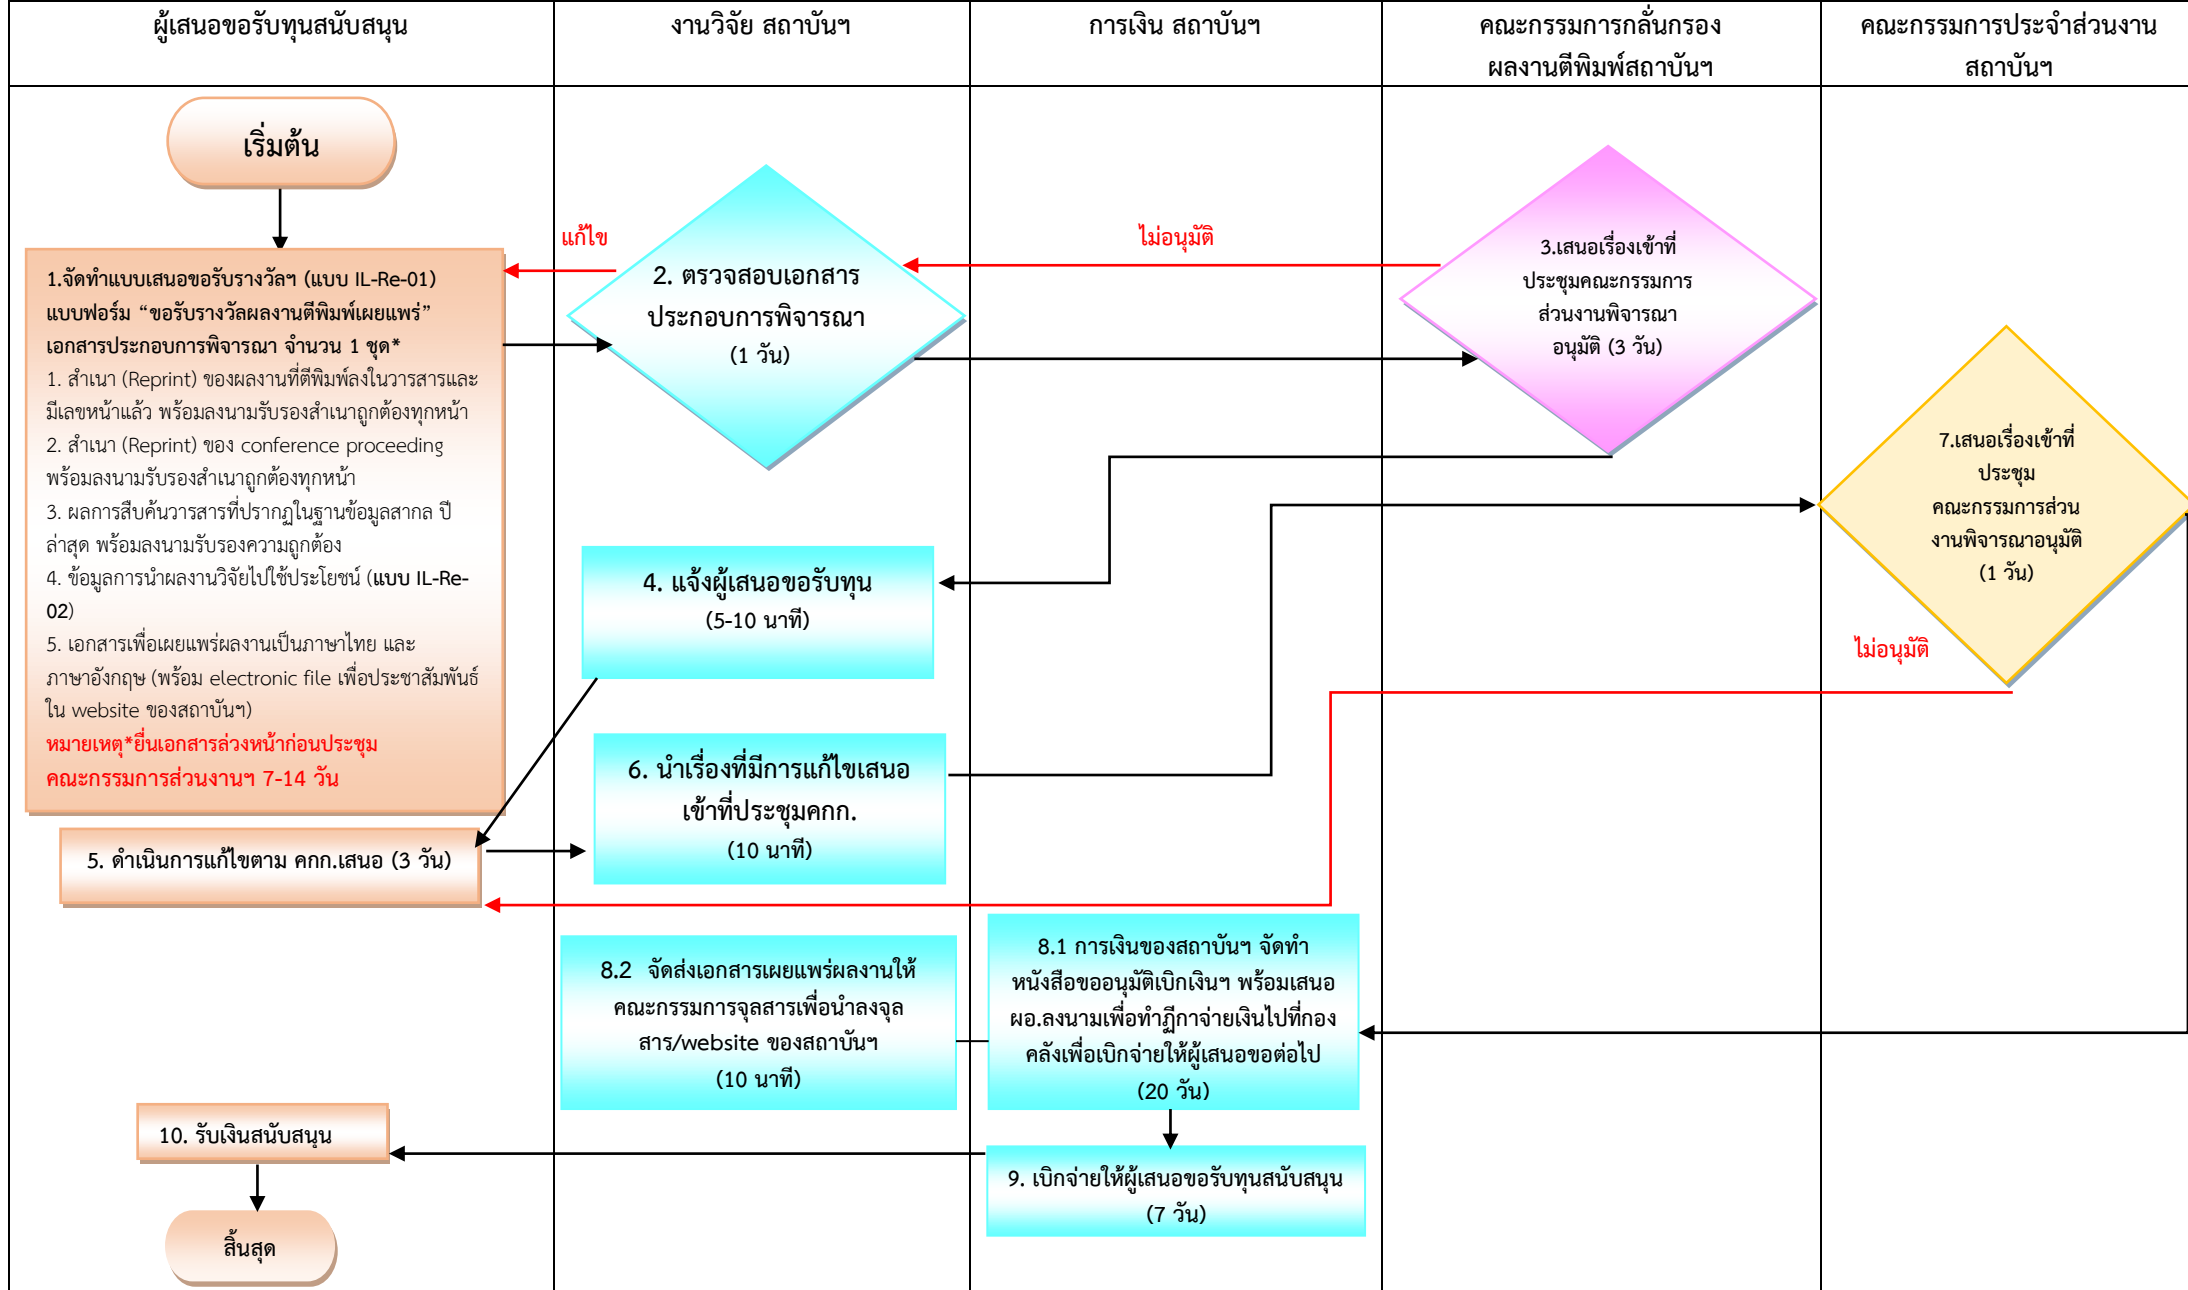 ผู้เสนอขอรับทุนสนับสนุน
งานวิจัย สถาบันฯ
การเงิน สถาบันฯ
คณะกรรมการกลั่นกรอง
ผลงานตีพิมพ์สถาบันฯ
คณะกรรมการประจำส่วนงาน
สถาบันฯ
เริ่มต้น
1.จัดทำแบบเสนอขอรับรางวัลฯ (แบบ IL-Re-01)
แบบฟอร์ม “ขอรับรางวัลผลงานตีพิมพ์เผยแพร่”
เอกสารประกอบการพิจารณา จำนวน 1 ชุด*
1. สำเนา (Reprint) ของผลงานที่ตีพิมพ์ลงในวารสารและ
มีเลขหน้าแล้ว พร้อมลงนามรับรองสำเนาถูกต้องทุกหน้า
2. สำเนา (Reprint) ของ conference proceeding
พร้อมลงนามรับรองสำเนาถูกต้องทุกหน้า
3. ผลการสืบค้นวารสารที่ปรากฏในฐานข้อมูลสากล ปี
ล่าสุด พร้อมลงนามรับรองความถูกต้อง
4. ข้อมูลการนำผลงานวิจัยไปใช้ประโยชน์ (แบบ IL-Re-
02)
5. เอกสารเพื่อเผยแพร่ผลงานเป็นภาษาไทย และ
ภาษาอังกฤษ (พร้อม electronic file เพื่อประชาสัมพันธ์
ใน website ของสถาบันฯ)
หมายเหตุ*ยื่นเอกสารล่วงหน้าก่อนประชุม
คณะกรรมการส่วนงานฯ 7-14 วัน
แก้ไข
2. ตรวจสอบเอกสาร
ประกอบการพิจารณา
(1 วัน)
ไม่อนุมัติ
3.เสนอเรื่องเข้าที่
ประชุมคณะกรรมการ
ส่วนงานพิจารณา
อนุมัติ (3 วัน)
4. แจ้งผู้เสนอขอรับทุน
(5-10 นาที)
5. ดำเนินการแก้ไขตาม คกก.เสนอ (3 วัน)
6. นำเรื่องที่มีการแก้ไขเสนอ
เข้าที่ประชุมคกก.
(10 นาที)
7.เสนอเรื่องเข้าที่
ประชุม
คณะกรรมการส่วน
งานพิจารณาอนุมัติ
(1 วัน)
ไม่อนุมัติ
8.2 จัดส่งเอกสารเผยแพร่ผลงานให้
คณะกรรมการจุลสารเพื่อนำลงจุล
สาร/website ของสถาบันฯ
(10 นาที)
8.1 การเงินของสถาบันฯ จัดทำ
หนังสือขออนุมัติเบิกเงินฯ พร้อมเสนอ
ผอ.ลงนามเพื่อทำฎีกาจ่ายเงินไปที่กอง
คลังเพื่อเบิกจ่ายให้ผู้เสนอขอต่อไป
(20 วัน)
9. เบิกจ่ายให้ผู้เสนอขอรับทุนสนับสนุน
(7 วัน)
10. รับเงินสนับสนุน
สิ้นสุด